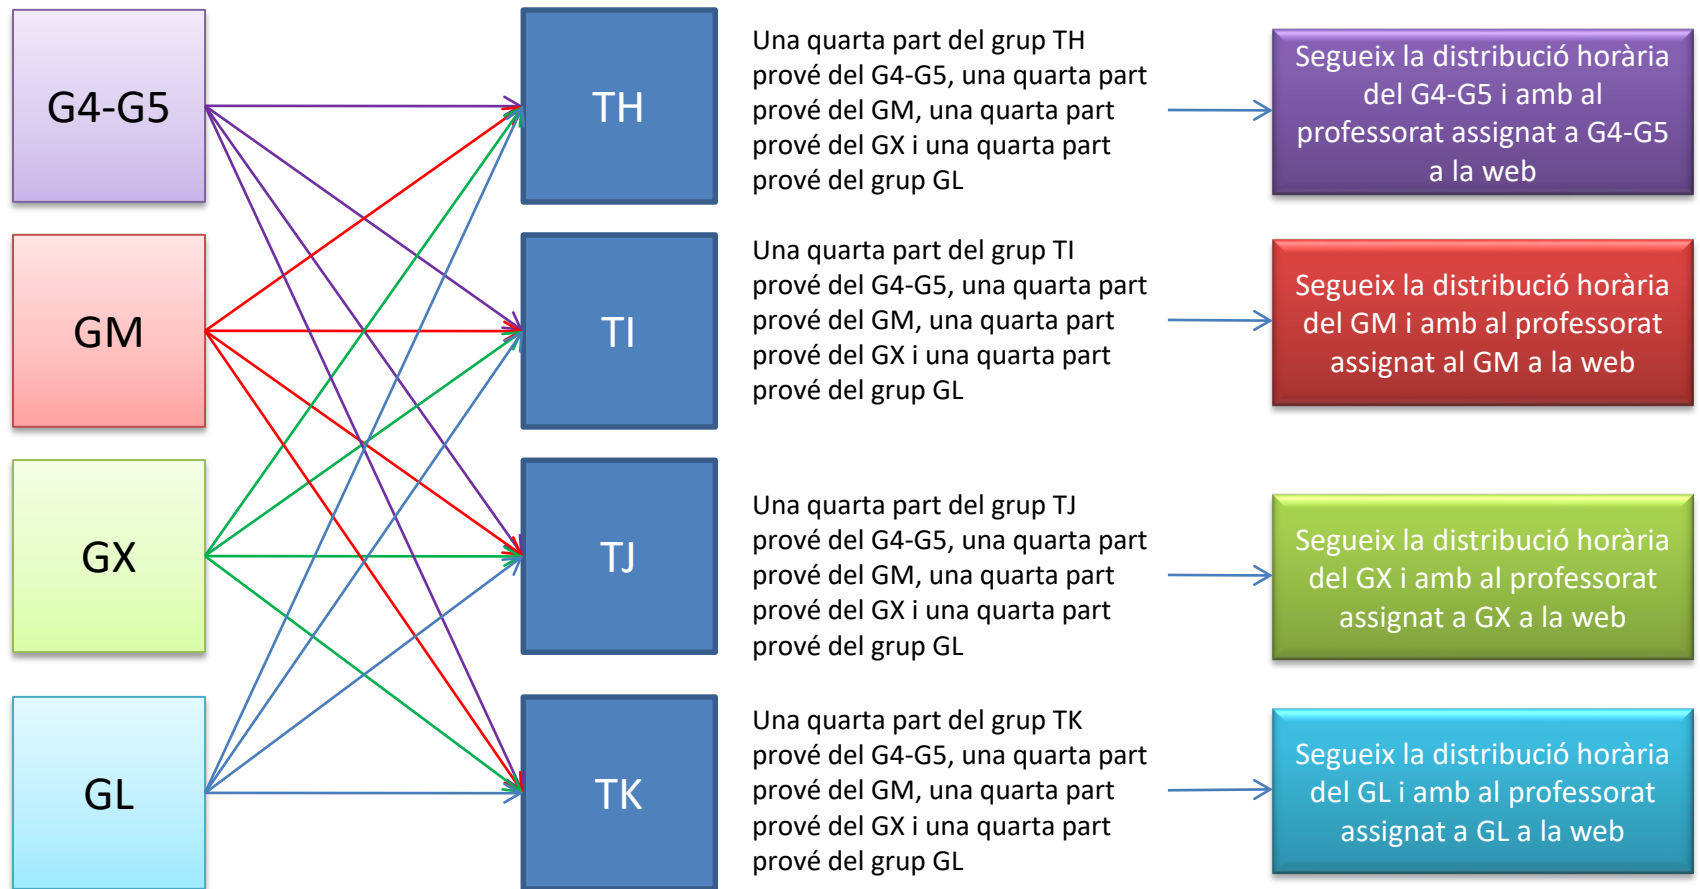 G4-G5
TH
Una quarta part del grup TH
prové del G4-G5, una quarta part
prové del GM, una quarta part
prové del GX i una quarta part
prové del grup GL
Segueix la distribució horària
del G4-G5 i amb al
professorat assignat a G4-G5
a la web
GM
TI
Una quarta part del grup TI
prové del G4-G5, una quarta part
prové del GM, una quarta part
prové del GX i una quarta part
prové del grup GL
Segueix la distribució horària
del GM i amb al professorat
assignat al GM a la web
GX
TJ
Una quarta part del grup TJ
prové del G4-G5, una quarta part
prové del GM, una quarta part
prové del GX i una quarta part
prové del grup GL
Segueix la distribució horària
del GX i amb al professorat
assignat a GX a la web
GL
TK
Una quarta part del grup TK
prové del G4-G5, una quarta part
prové del GM, una quarta part
prové del GX i una quarta part
prové del grup GL
Segueix la distribució horària
del GL i amb al professorat
assignat a GL a la web